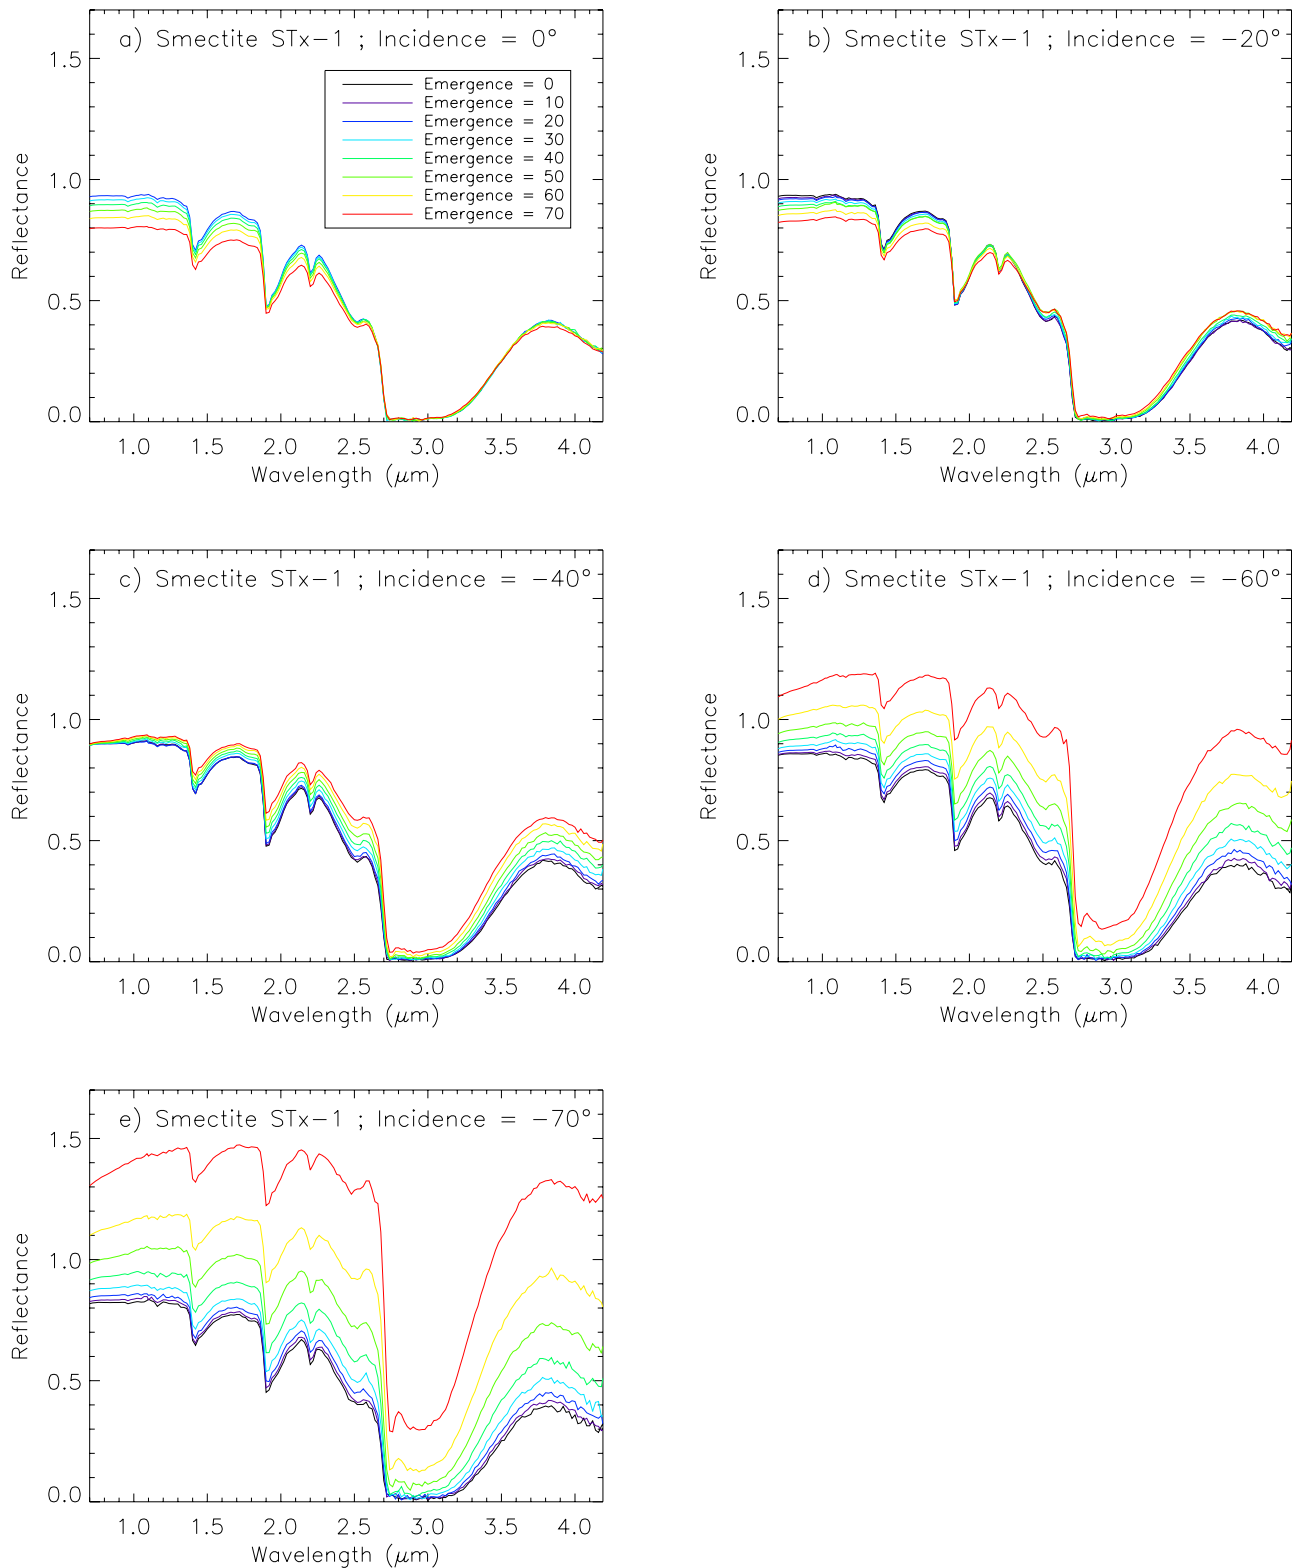 a) Smectite STx−1 ; Incidence = 0°
Emergence = 0
Emergence = 10
Emergence = 20
Emergence = 30
Emergence = 40
Emergence = 50
Emergence = 60
Emergence = 70
Reflectance
1.5
1.0
0.5
0.0
1.0 1.5 2.0 2.5 3.0 3.5 4.0
Wavelength (μm)
b) Smectite STx−1 ; Incidence = −20°
Reflectance
1.5
1.0
0.5
0.0
1.0 1.5 2.0 2.5 3.0 3.5 4.0
Wavelength (μm)
c) Smectite STx−1 ; Incidence = −40°
Reflectance
1.5
1.0
0.5
0.0
1.0 1.5 2.0 2.5 3.0 3.5 4.0
Wavelength (μm)
d) Smectite STx−1 ; Incidence = −60°
Reflectance
1.5
1.0
0.5
0.0
1.0 1.5 2.0 2.5 3.0 3.5 4.0
Wavelength (μm)
e) Smectite STx−1 ; Incidence = −70°
Reflectance
1.5
1.0
0.5
0.0
1.0 1.5 2.0 2.5 3.0 3.5 4.0
Wavelength (μm)